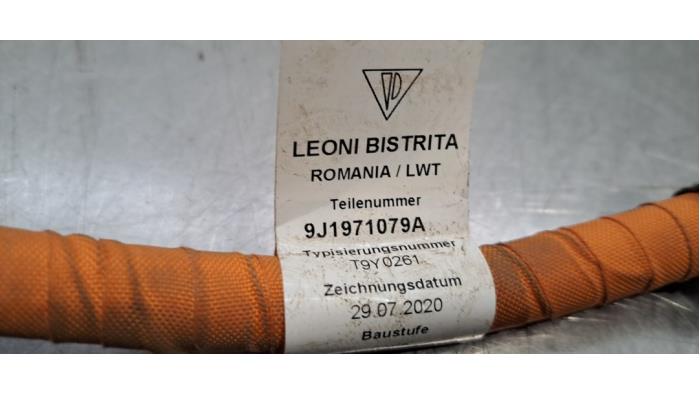 LEONI BISTRITA
ROMANIA / LWT
Teilenummer
9J1971079A
Typisierungsnummer
T9Y0261
Zeichnungsdatum
29.07.2020
Baustufe